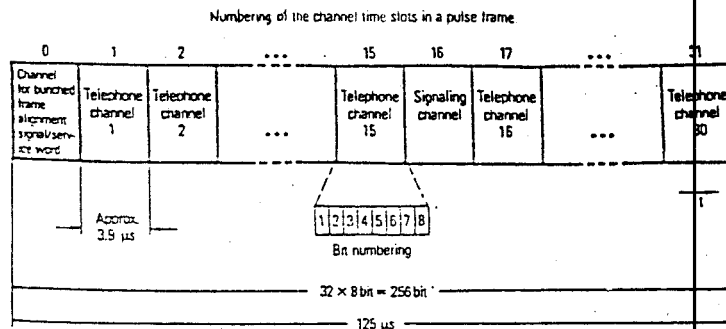 Numbering of the channel time slots in a pulse frame
0 1 2 ••• 15 16 17 ••• 31
Channel
for bunched
frame
alignment
signal/serv-
ice word
Telephone
channel
1
Telephone
channel
2
•••
Telephone
channel
15
Signaling
channel
Telephone
channel
16
•••
Telephone
channel
30
Approx.
3.9 µs
1 2 3 4 5 6 7 8
Bit numbering
t
32 × 8 bit = 256 bit
125 µs